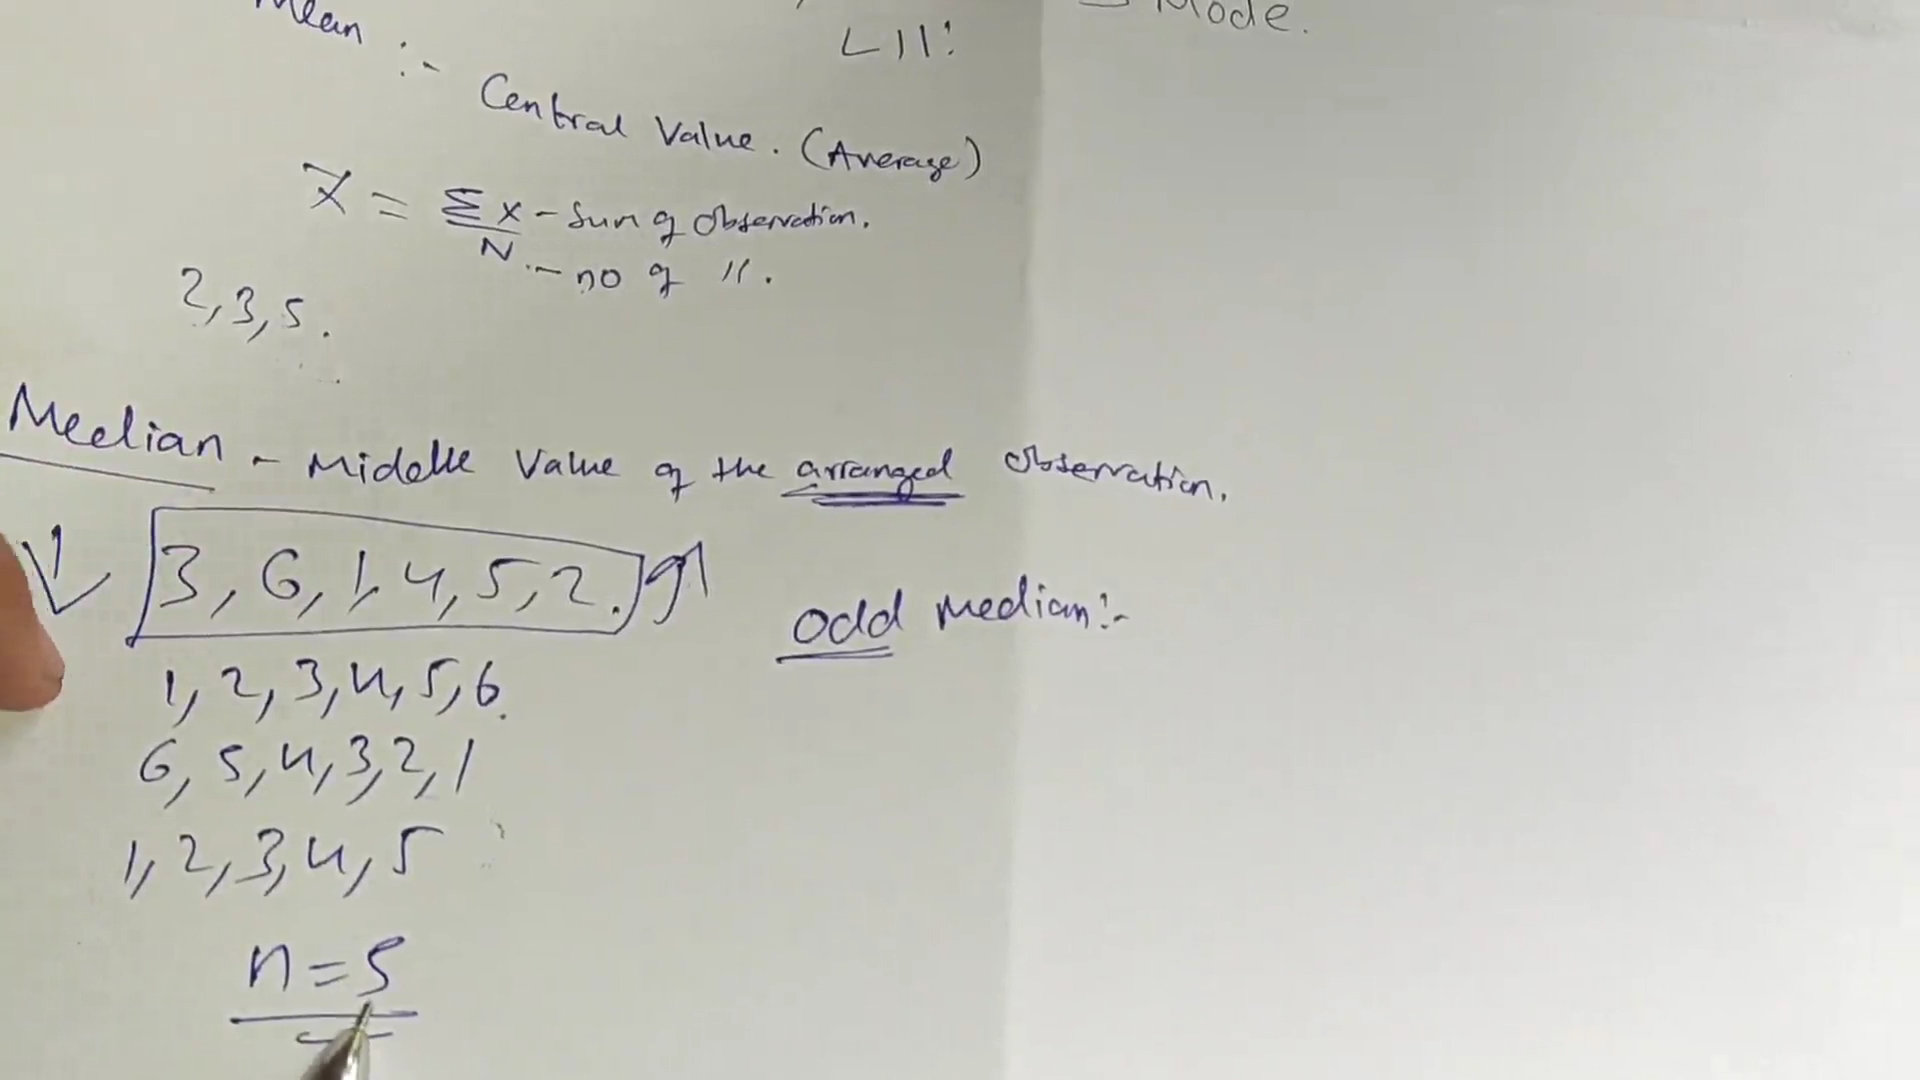 Mean :-
L11:
Mode.
Central Value. (Average)
x̄ = Σx - Sum of observation.
N - no of 11.
2, 3, 5.
Median - Middle Value of the arranged observation.
3, 6, 1, 4, 5, 2.
1, 2, 3, 4, 5, 6.
6, 5, 4, 3, 2, 1
1, 2, 3, 4, 5
n = 5
odd Median:-